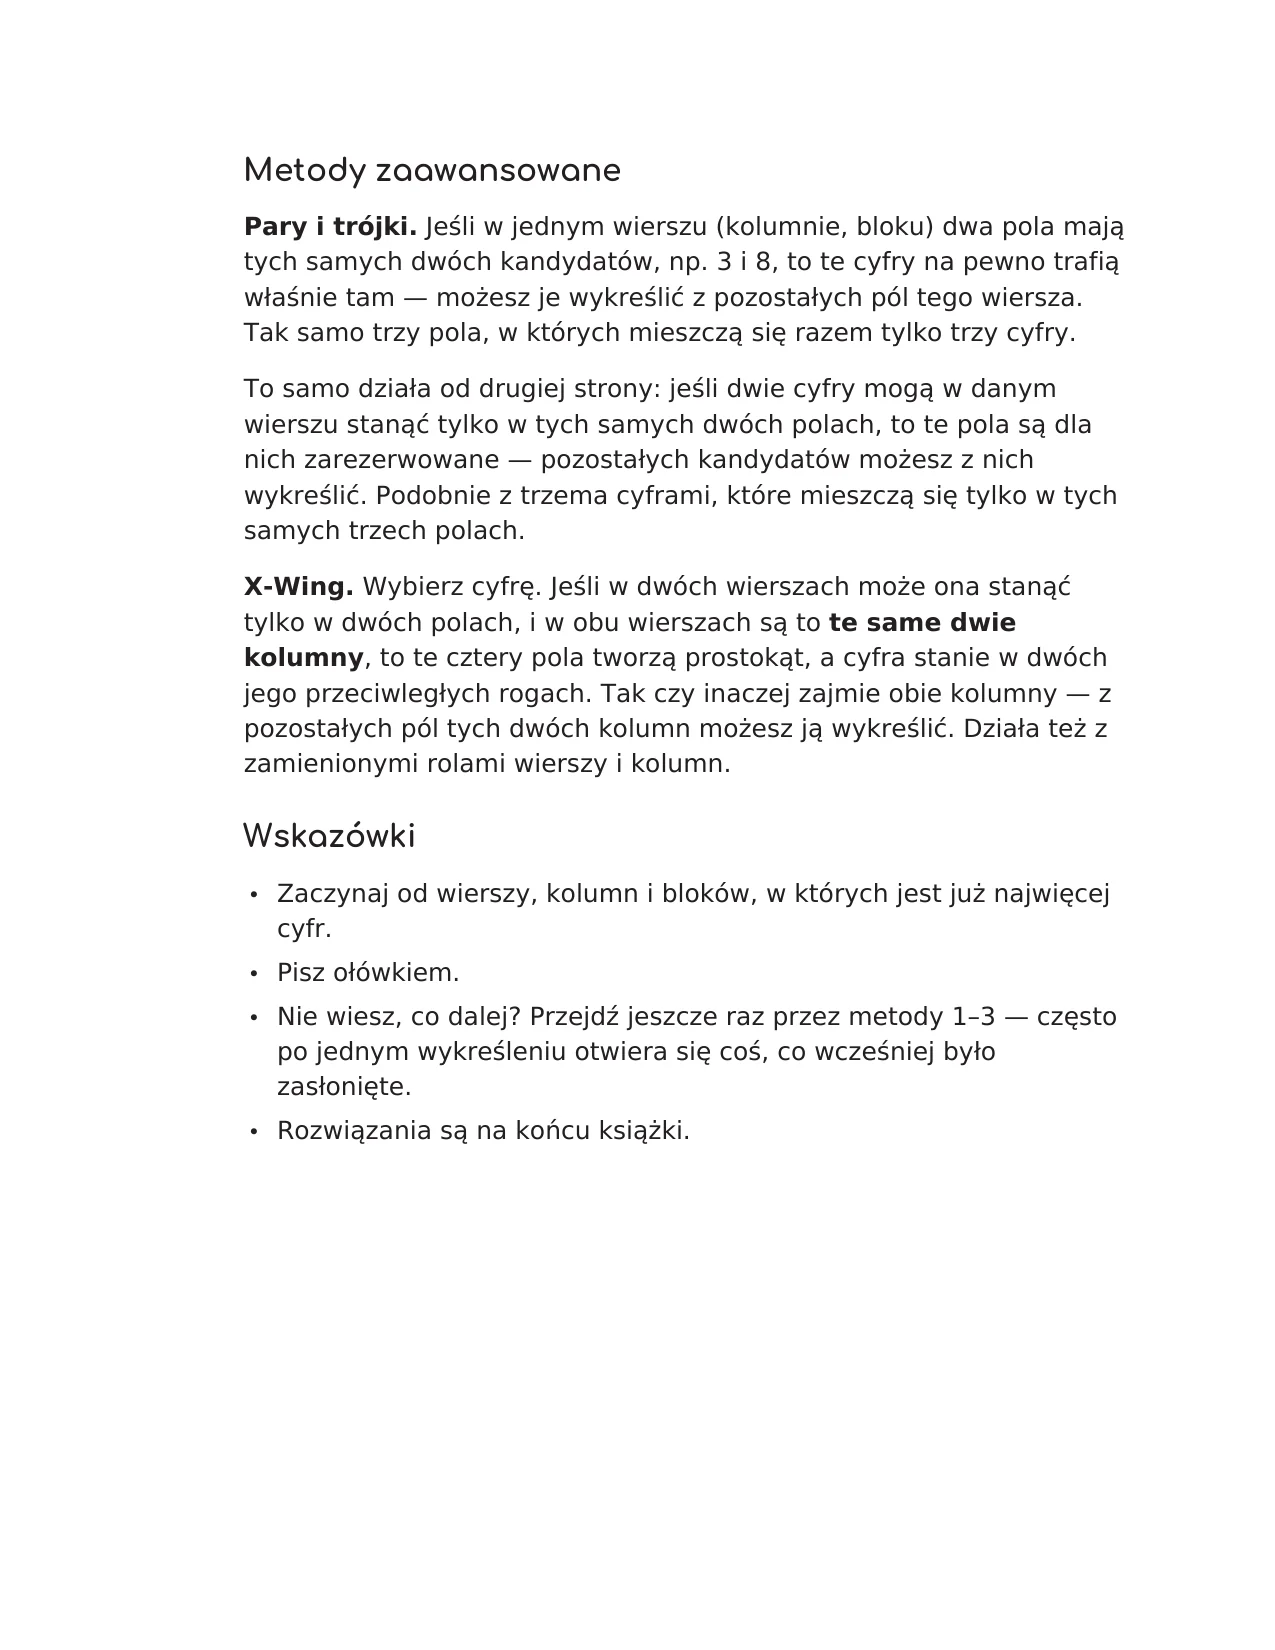 Metody zaawansowane
Pary i trójki. Jeśli w jednym wierszu (kolumnie, bloku) dwa pola mają
tych samych dwóch kandydatów, np. 3 i 8, to te cyfry na pewno trafią
właśnie tam — możesz je wykreślić z pozostałych pól tego wiersza.
Tak samo trzy pola, w których mieszczą się razem tylko trzy cyfry.
To samo działa od drugiej strony: jeśli dwie cyfry mogą w danym
wierszu stanąć tylko w tych samych dwóch polach, to te pola są dla
nich zarezerwowane — pozostałych kandydatów możesz z nich
wykreślić. Podobnie z trzema cyframi, które mieszczą się tylko w tych
samych trzech polach.
X-Wing. Wybierz cyfrę. Jeśli w dwóch wierszach może ona stanąć
tylko w dwóch polach, i w obu wierszach są to te same dwie
kolumny, to te cztery pola tworzą prostokąt, a cyfra stanie w dwóch
jego przeciwległych rogach. Tak czy inaczej zajmie obie kolumny — z
pozostałych pól tych dwóch kolumn możesz ją wykreślić. Działa też z
zamienionymi rolami wierszy i kolumn.
Wskazówki
• Zaczynaj od wierszy, kolumn i bloków, w których jest już najwięcej
cyfr.
• Pisz ołówkiem.
• Nie wiesz, co dalej? Przejdź jeszcze raz przez metody 1–3 — często
po jednym wykreśleniu otwiera się coś, co wcześniej było
zasłonięte.
• Rozwiązania są na końcu książki.